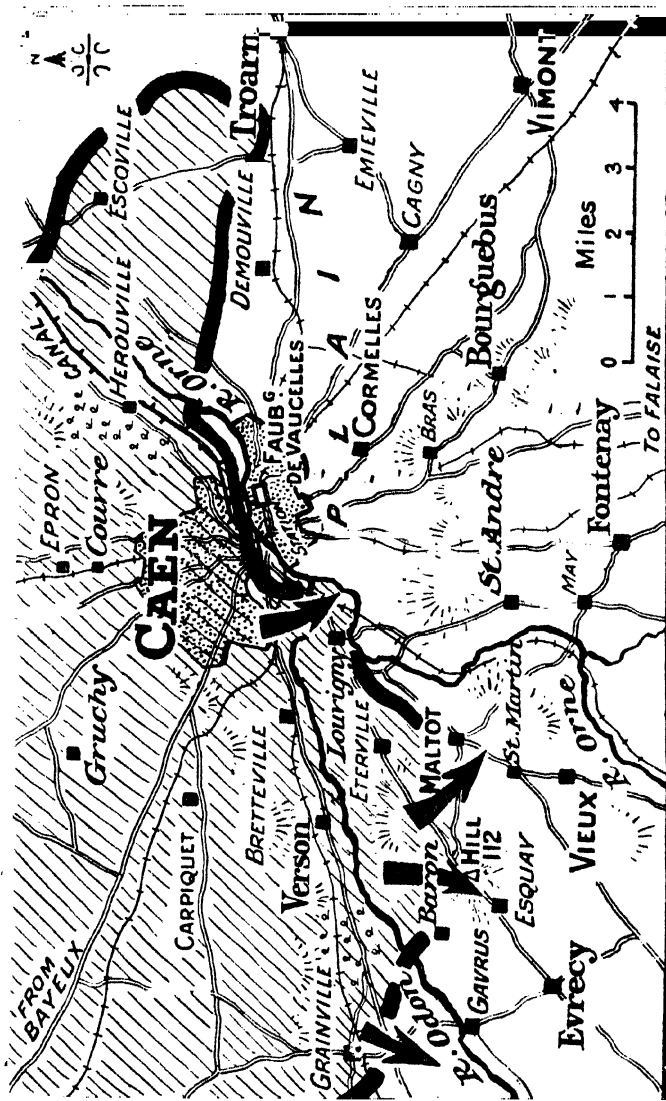 N
FROM
BAYEUX
Gruchy
EPRON
Courre
CANAL
HEROUVILLE
ESCOVILLE
CAEN
R. Orne
DEMOUVILLE
Troarn
CARPIQUET
BRETTEVILLE
FAUBG
DE VAUCELLES
EMIEVILLE
GRAINVILLE
Verson
Louvigny
ETERVILLE
CORMELLES
CAGNY
PLAIN
R. Odon
Baron
MALTOT
BRAS
Bourguebus
VIMONT
GAVRUS
HILL
112
ESQUAY
St. Martin
St. Andre
Evrecy
VIEUX
R. Orne
MAY
Fontenay
TO FALAISE
0 1 2 3 4
Miles